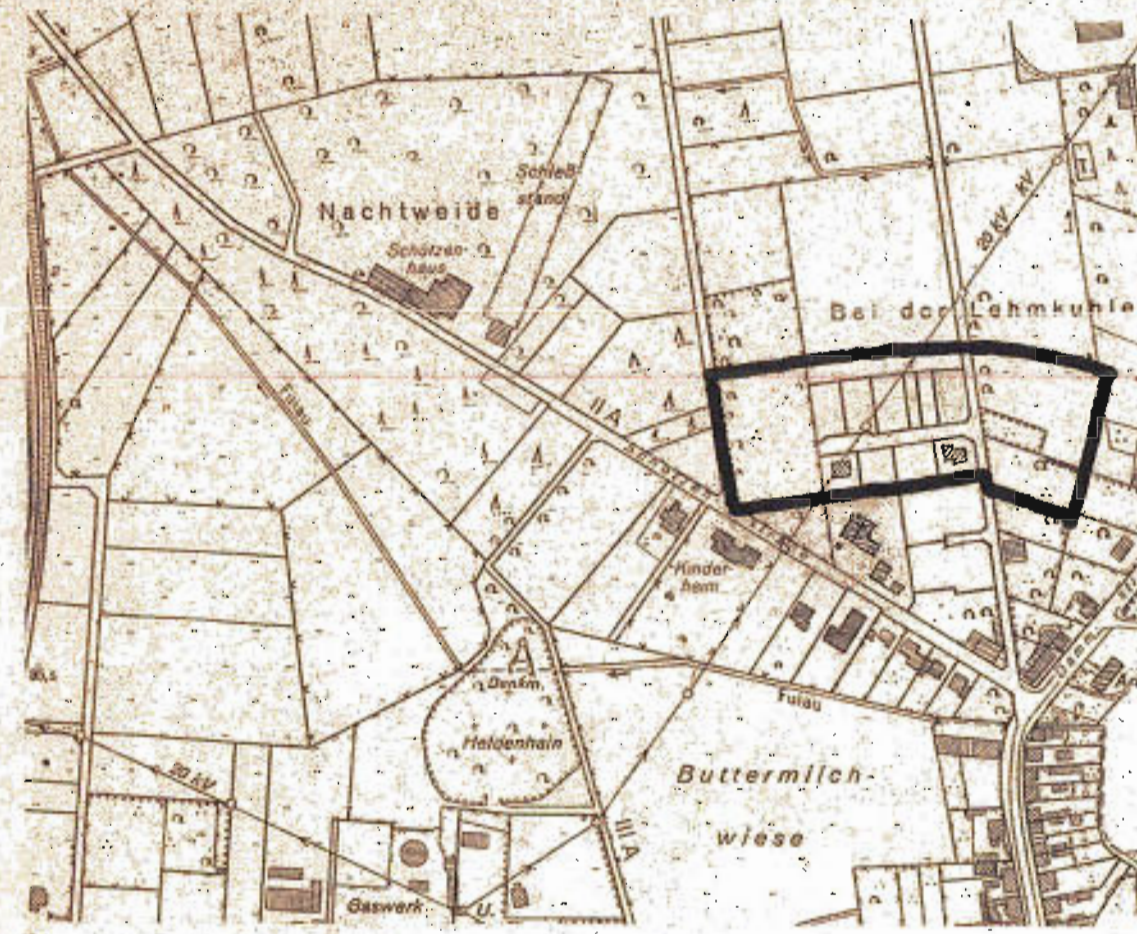 Schieß-
stand
Nachtweide
Schützen-
haus
20 KV
KV
Bei der Lehmkuhle
II A
Fulau
Kinder-
heim
Denkm.
Fulau
Heldenhain
20 kV
Buttermilch-
wiese
III A
Gaswerk
U.